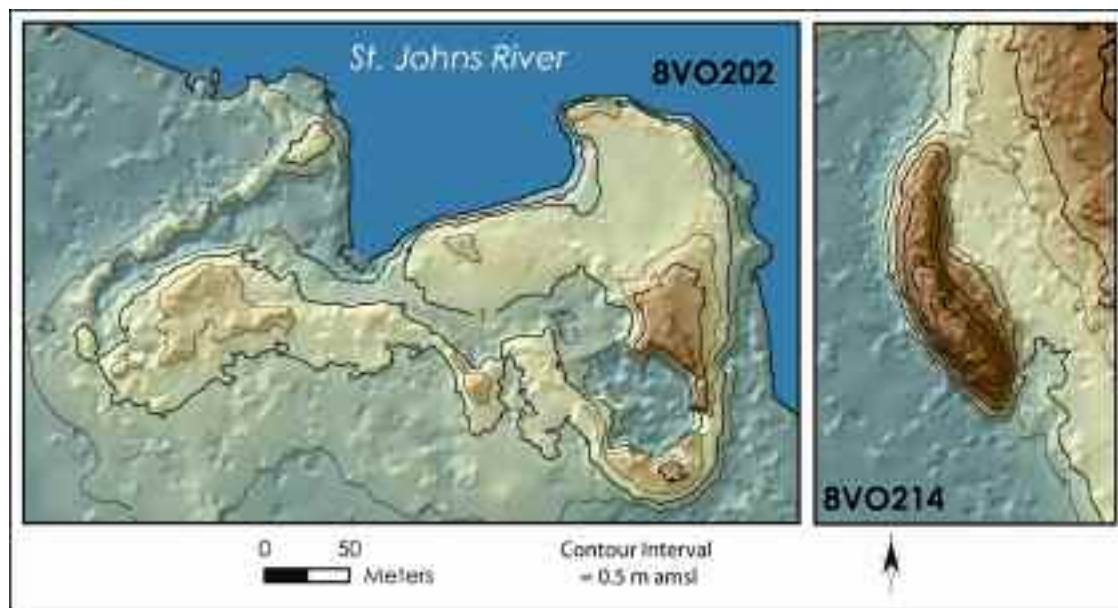 St. Johns River
8VO202
8VO214
0 50
Meters
Contour Interval
= 0.5 m amsl